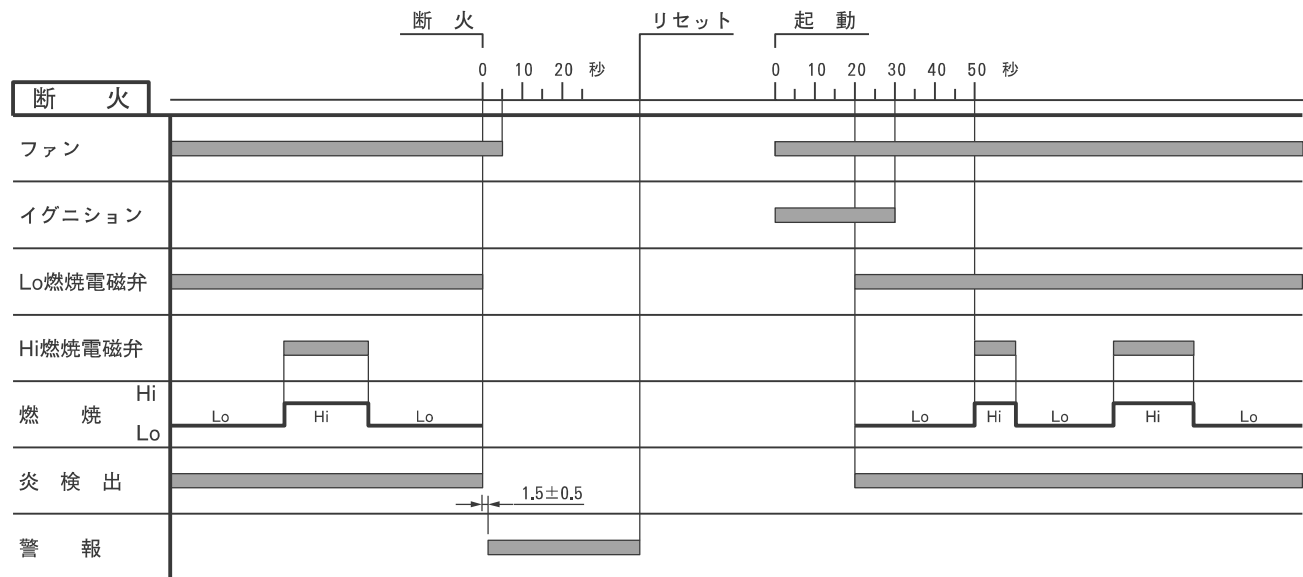 断 火 リセット 起 動
0 10 20 秒 0 10 20 30 40 50 秒
断 火
ファン
イグニション
Lo燃焼電磁弁
Hi燃焼電磁弁
Hi
燃 焼 Lo Hi Lo Lo Hi Lo Hi Lo
Lo
炎 検 出
1.5±0.5
警 報